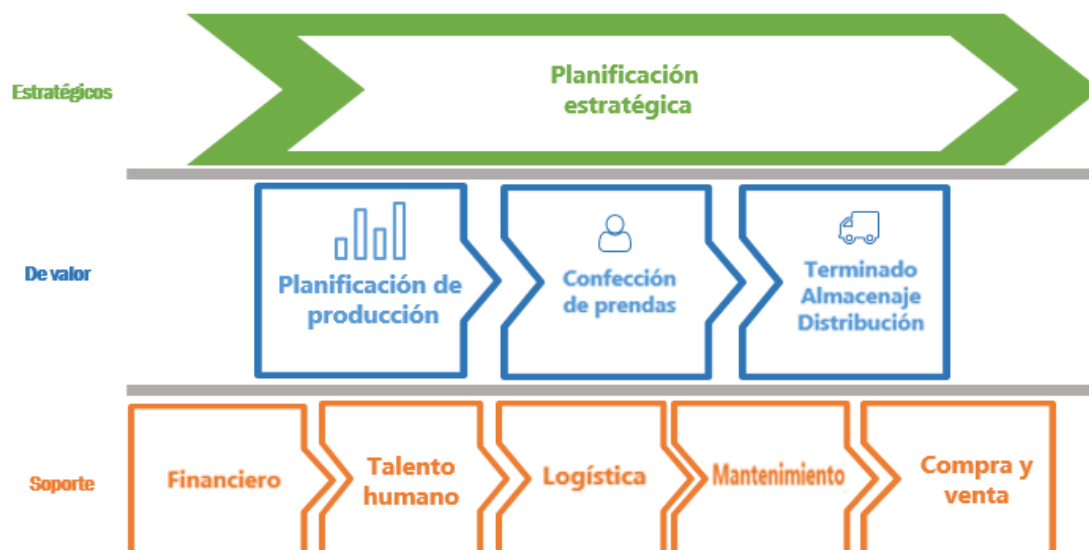 Planificación
estratégica
Estratégicos
De valor
Planificación de
producción
Confección
de prendas
Terminado
Almacenaje
Distribución
Soporte
Financiero
Talento
humano
Logística
Mantenimiento
Compra y
venta